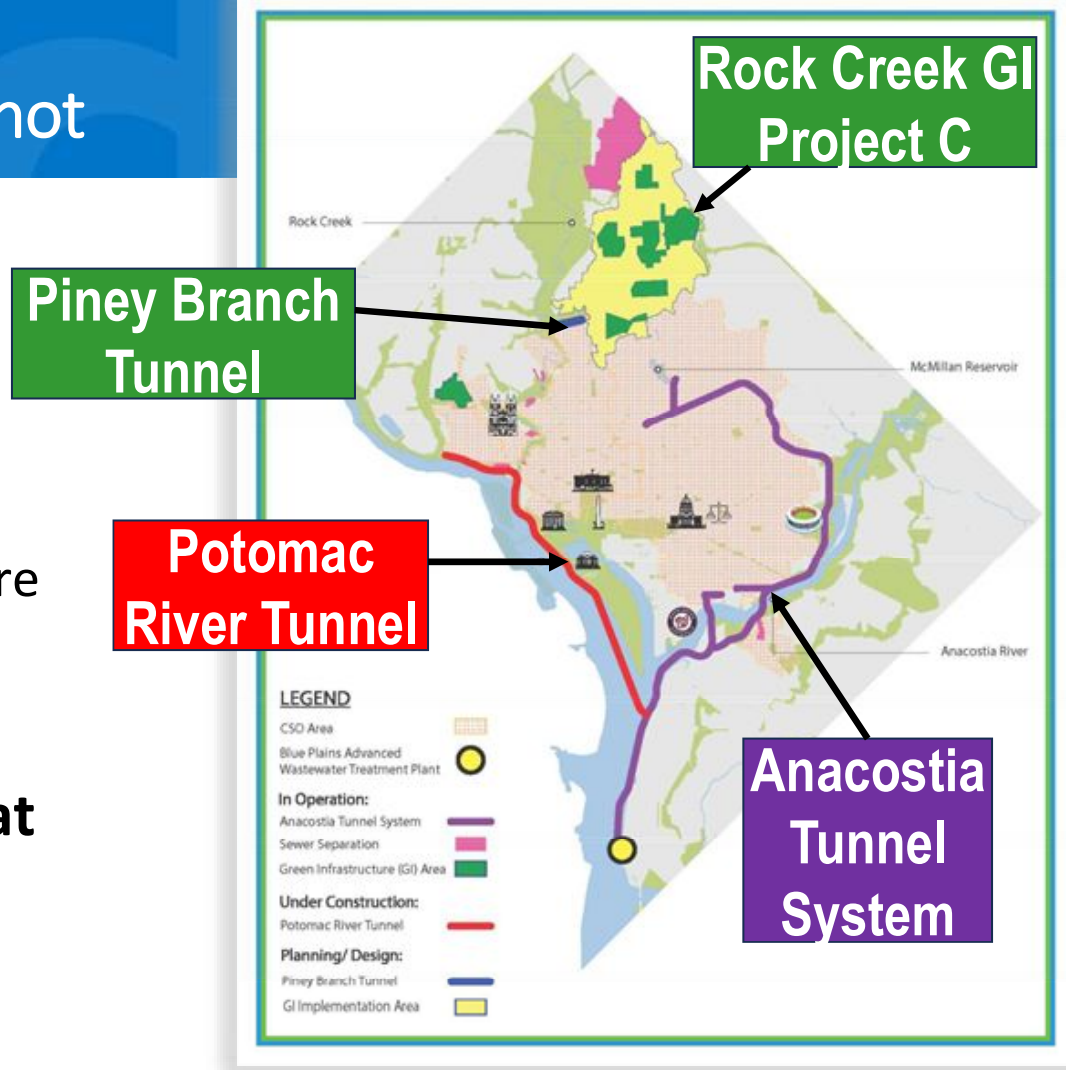 not
re
at
Rock Creek GI
Project C
Rock Creek
Piney Branch
Tunnel
McMillan Reservoir
Potomac
River Tunnel
Anacostia River
Anacostia
Tunnel
System
LEGEND
CSO Area
Blue Plains Advanced
Wastewater Treatment Plant
In Operation:
Anacostia Tunnel System
Sewer Separation
Green Infrastructure (GI) Area
Under Construction:
Potomac River Tunnel
Planning/ Design:
Piney Branch Tunnel
GI Implementation Area